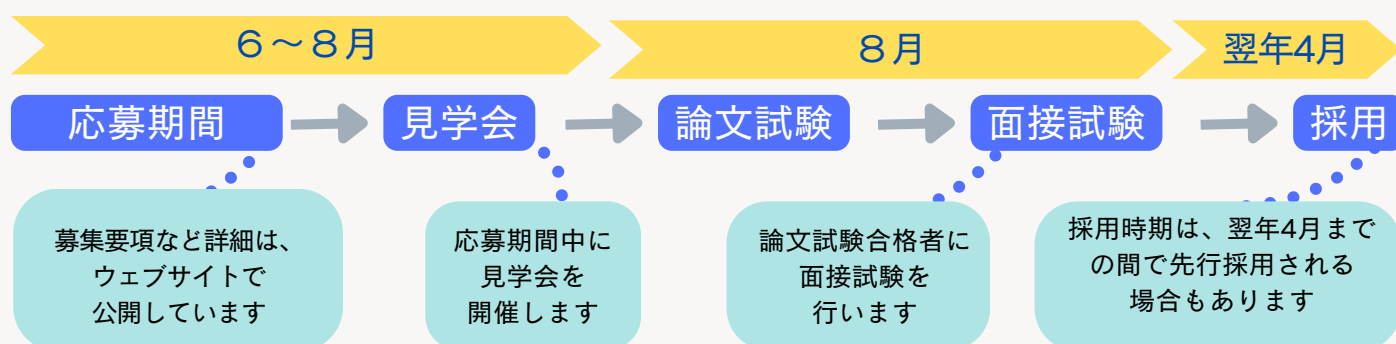 6～8月
8月
翌年4月
応募期間
見学会
論文試験
面接試験
採用
募集要項など詳細は、
ウェブサイトで
公開しています
応募期間中に
見学会を
開催します
論文試験合格者に
面接試験を
行います
採用時期は、翌年4月まで
の間で先行採用される
場合もあります